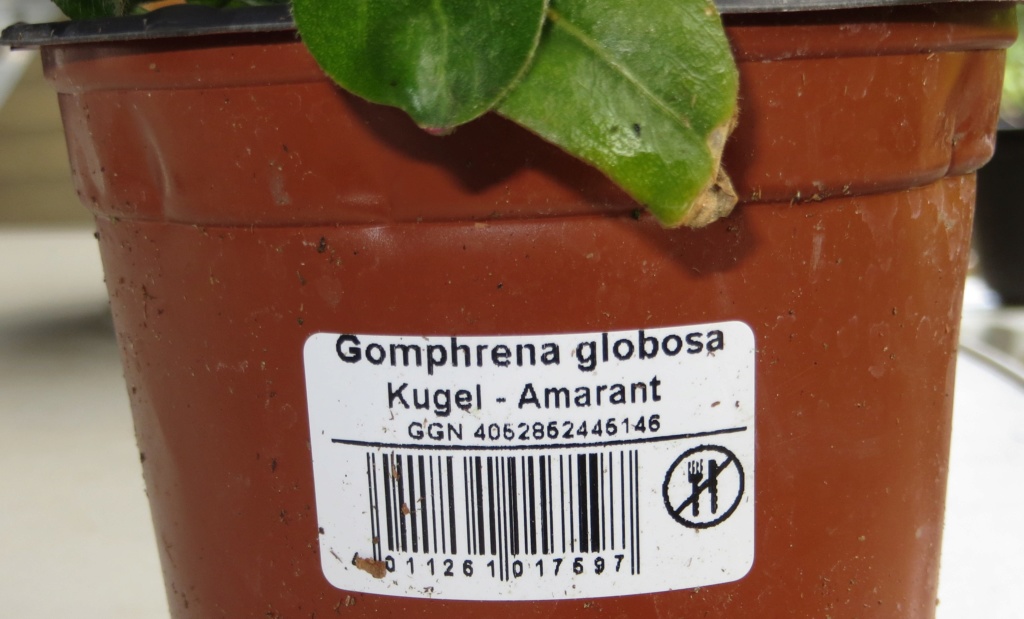 Gomphrena globosa
Kugel - Amarant
GGN 4052852445146
4 011261 017597